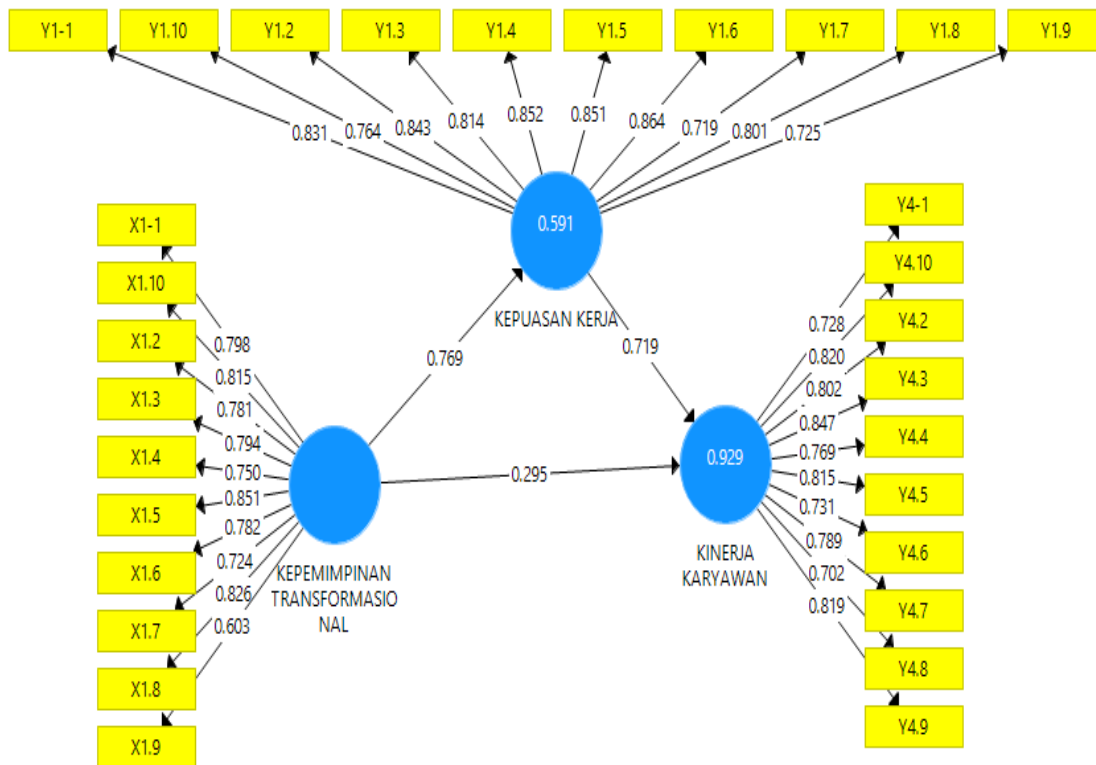 Y1-1
Y1.10
Y1.2
Y1.3
Y1.4
Y1.5
Y1.6
Y1.7
Y1.8
Y1.9
0.831
0.764
0.843
0.814
0.852
0.851
0.864
0.719
0.801
0.725
0.591
KEPUASAN KERJA
X1-1
X1.10
X1.2
X1.3
X1.4
X1.5
X1.6
X1.7
X1.8
X1.9
0.798
0.815
0.781
0.794
0.750
0.851
0.782
0.724
0.826
0.603
KEPEMIMPINAN
TRANSFORMASIO
NAL
0.769
0.719
0.295
0.929
KINERJA
KARYAWAN
0.728
0.820
0.802
0.847
0.769
0.815
0.731
0.789
0.702
0.819
Y4-1
Y4.10
Y4.2
Y4.3
Y4.4
Y4.5
Y4.6
Y4.7
Y4.8
Y4.9